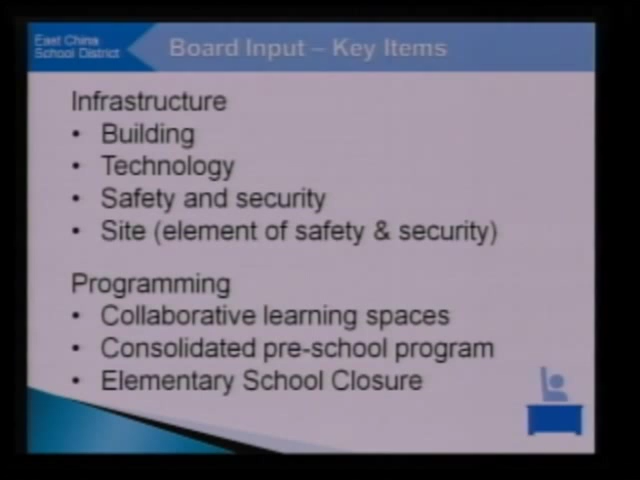 East China
School District
Board Input – Key Items
Infrastructure
• Building
• Technology
• Safety and security
• Site (element of safety & security)
Programming
• Collaborative learning spaces
• Consolidated pre-school program
• Elementary School Closure